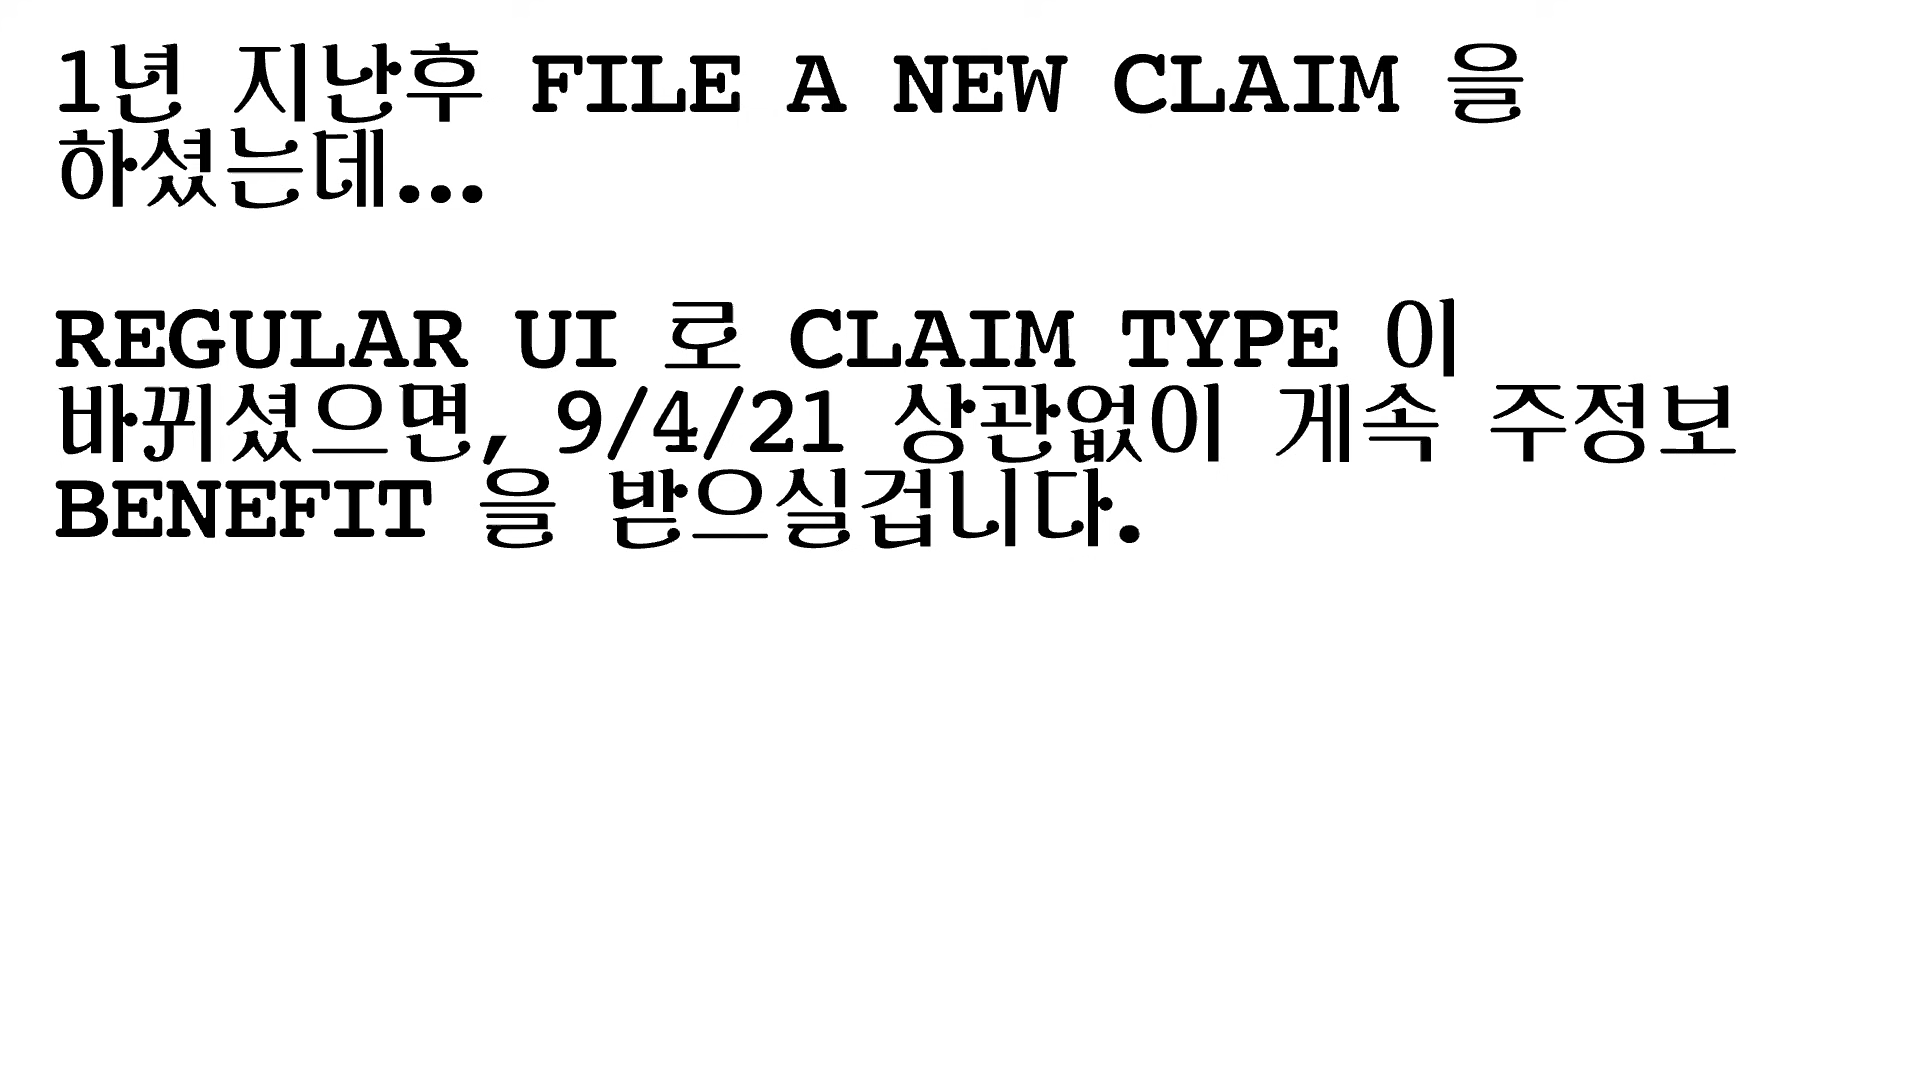 1년 지난후 FILE A NEW CLAIM 을
하셨는데...
REGULAR UI 로 CLAIM TYPE 이
바뀌셨으면, 9/4/21 상관없이 게속 주정보
BENEFIT 을 받으실겁니다.